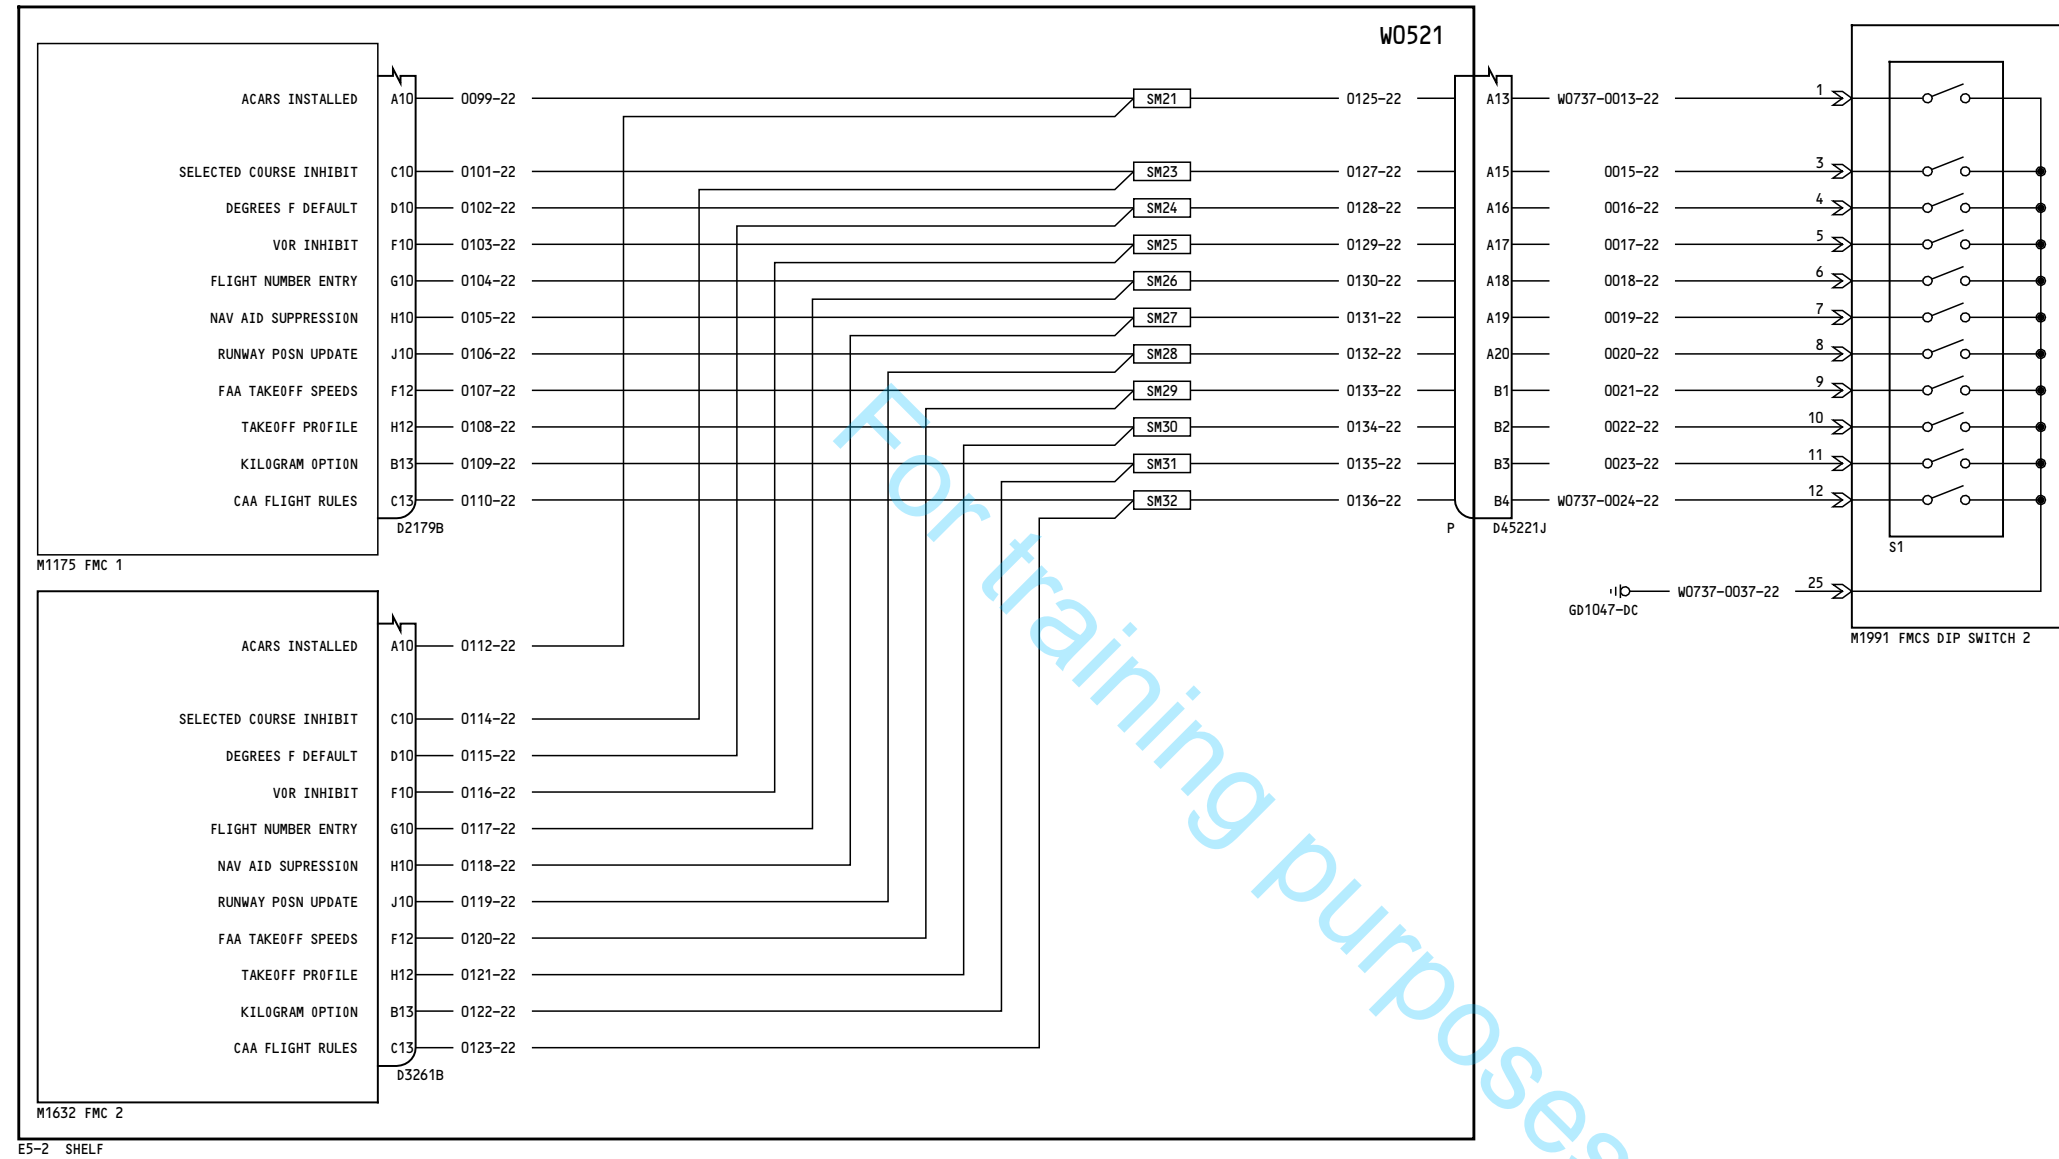 W0521
ACARS INSTALLED A10 0099-22 SM21 0125-22 A13 W0737-0013-22 1
SELECTED COURSE INHIBIT C10 0101-22 SM23 0127-22 A15 0015-22 3
DEGREES F DEFAULT D10 0102-22 SM24 0128-22 A16 0016-22 4
VOR INHIBIT F10 0103-22 SM25 0129-22 A17 0017-22 5
FLIGHT NUMBER ENTRY G10 0104-22 SM26 0130-22 A18 0018-22 6
NAV AID SUPPRESSION H10 0105-22 SM27 0131-22 A19 0019-22 7
RUNWAY POSN UPDATE J10 0106-22 SM28 0132-22 A20 0020-22 8
FAA TAKEOFF SPEEDS F12 0107-22 SM29 0133-22 B1 0021-22 9
TAKEOFF PROFILE H12 0108-22 SM30 0134-22 B2 0022-22 10
KILOGRAM OPTION B13 0109-22 SM31 0135-22 B3 0023-22 11
CAA FLIGHT RULES C13 0110-22 SM32 0136-22 B4 W0737-0024-22 12
D2179B P D45221J
S1
M1175 FMC 1
W0737-0037-22 25
GD1047-DC
M1991 FMCS DIP SWITCH 2
ACARS INSTALLED A10 0112-22
SELECTED COURSE INHIBIT C10 0114-22
DEGREES F DEFAULT D10 0115-22
VOR INHIBIT F10 0116-22
FLIGHT NUMBER ENTRY G10 0117-22
NAV AID SUPRESSION H10 0118-22
RUNWAY POSN UPDATE J10 0119-22
FAA TAKEOFF SPEEDS F12 0120-22
TAKEOFF PROFILE H12 0121-22
KILOGRAM OPTION B13 0122-22
CAA FLIGHT RULES C13 0123-22
D3261B
M1632 FMC 2
E5-2 SHELF
For training purposes